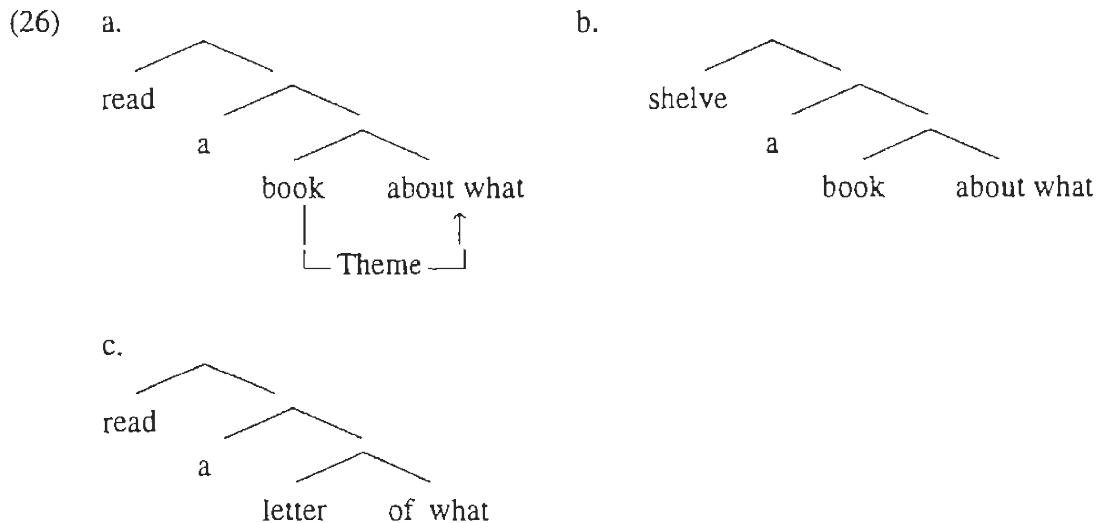 (26) a. b.
read shelve
a a
book about what book about what
Theme
c.
read
a
letter of what